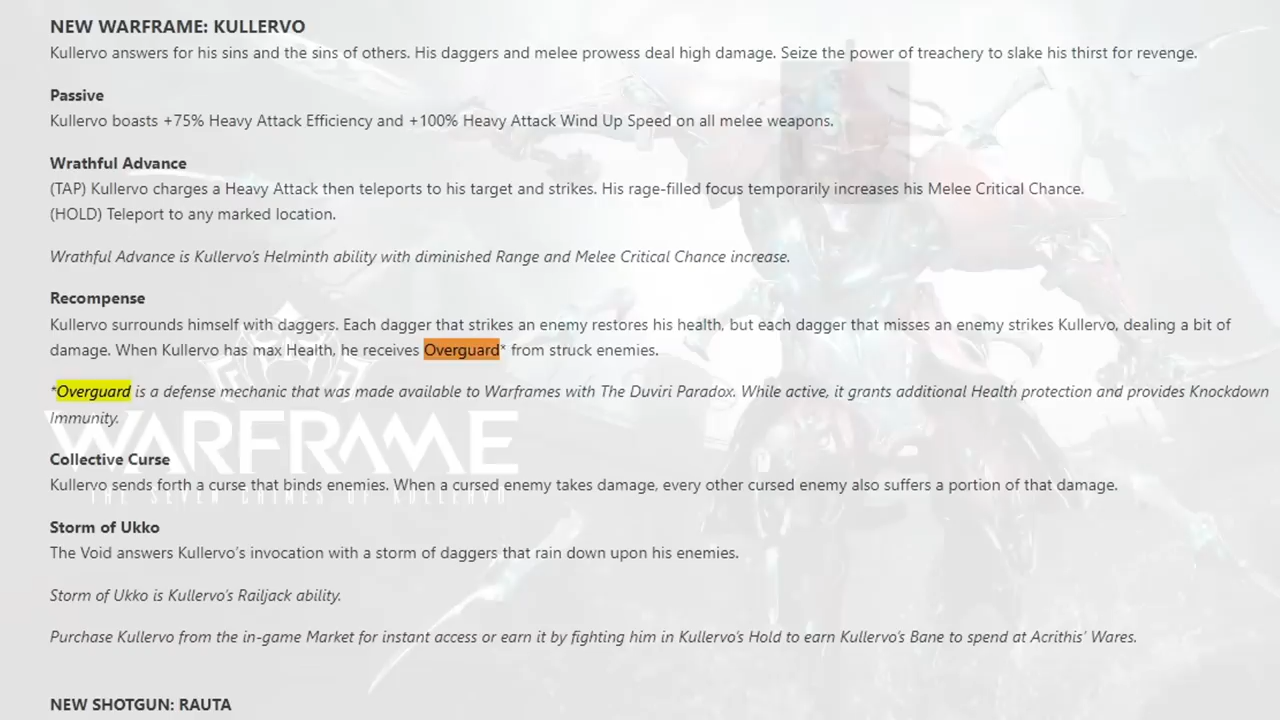 NEW WARFRAME: KULLERVO
Kullervo answers for his sins and the sins of others. His daggers and melee prowess deal high damage. Seize the power of treachery to slake his thirst for revenge.
Passive
Kullervo boasts +75% Heavy Attack Efficiency and +100% Heavy Attack Wind Up Speed on all melee weapons.
Wrathful Advance
(TAP) Kullervo charges a Heavy Attack then teleports to his target and strikes. His rage-filled focus temporarily increases his Melee Critical Chance.
(HOLD) Teleport to any marked location.
Wrathful Advance is Kullervo's Helminth ability with diminished Range and Melee Critical Chance increase.
Recompense
Kullervo surrounds himself with daggers. Each dagger that strikes an enemy restores his health, but each dagger that misses an enemy strikes Kullervo, dealing a bit of
damage. When Kullervo has max Health, he receives Overguard* from struck enemies.
*Overguard is a defense mechanic that was made available to Warframes with The Duviri Paradox. While active, it grants additional Health protection and provides Knockdown
Immunity.
WARFRAME
Collective Curse
Kullervo sends forth a curse that binds enemies. When a cursed enemy takes damage, every other cursed enemy also suffers a portion of that damage.
THE SEVEN CRIMES OF KULLERVO
Storm of Ukko
The Void answers Kullervo's invocation with a storm of daggers that rain down upon his enemies.
Storm of Ukko is Kullervo's Railjack ability.
Purchase Kullervo from the in-game Market for instant access or earn it by fighting him in Kullervo's Hold to earn Kullervo's Bane to spend at Acrithis' Wares.
NEW SHOTGUN: RAUTA